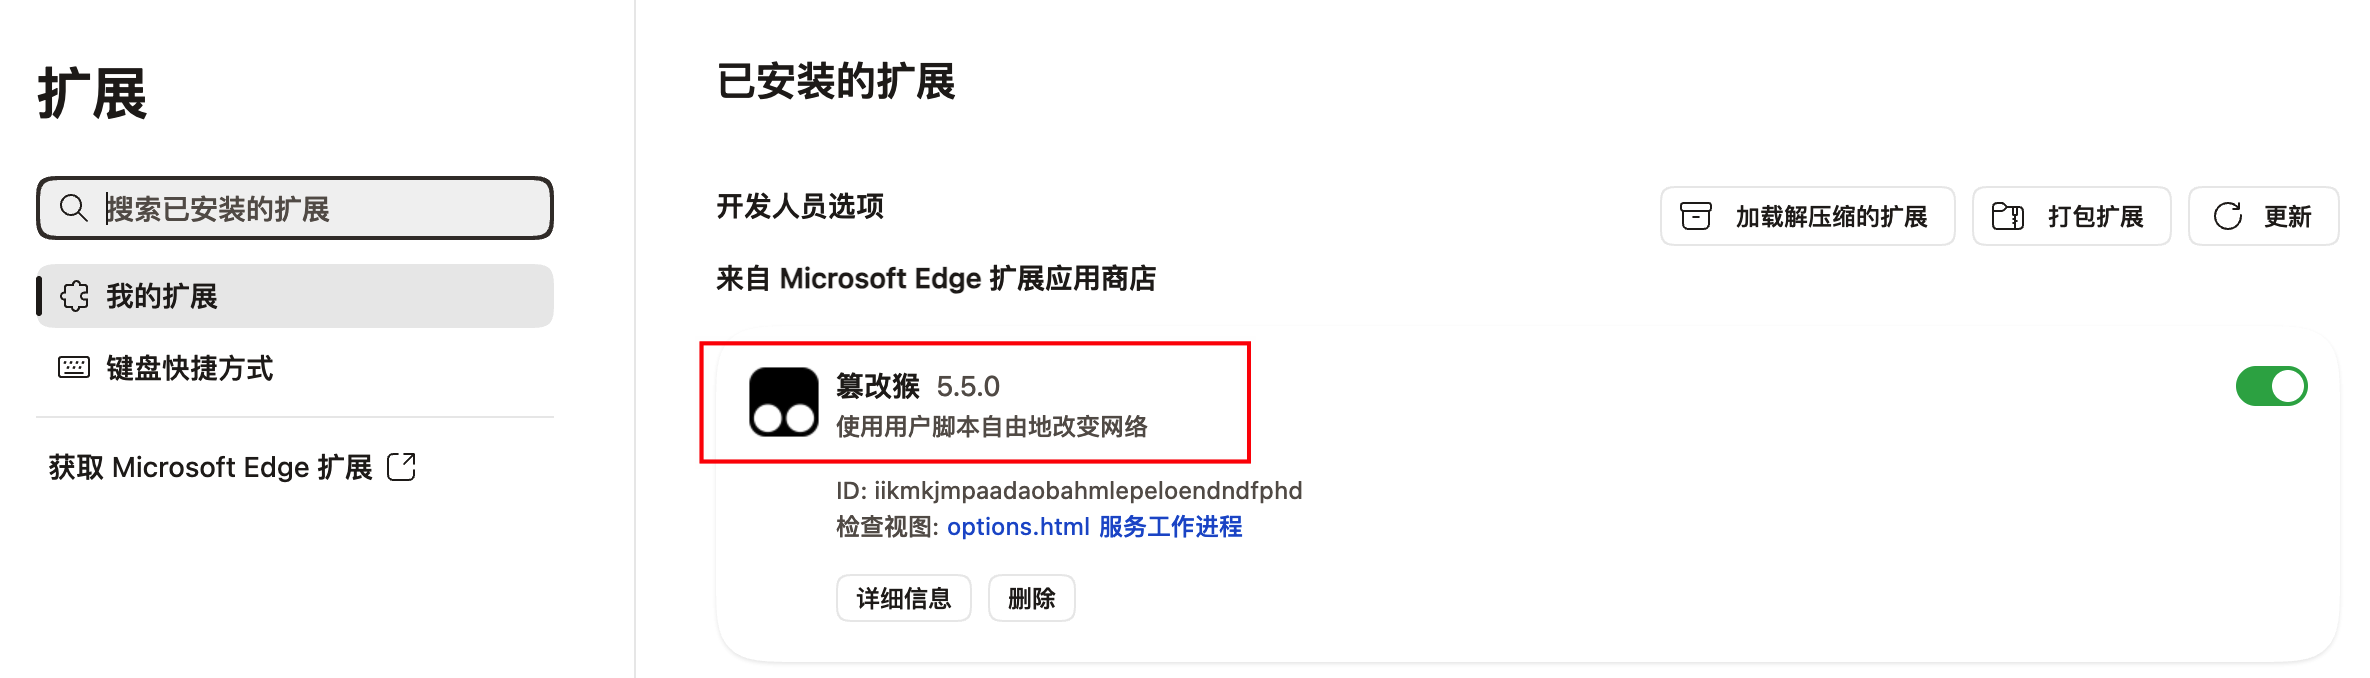 扩展
搜索已安装的扩展
我的扩展
键盘快捷方式
获取 Microsoft Edge 扩展
已安装的扩展
开发人员选项
加载解压缩的扩展
打包扩展
更新
来自 Microsoft Edge 扩展应用商店
篡改猴 5.5.0
使用用户脚本自由地改变网络
ID: iikmkjmpaadaobahmlepeloendndfphd
检查视图: options.html 服务工作进程
详细信息
删除